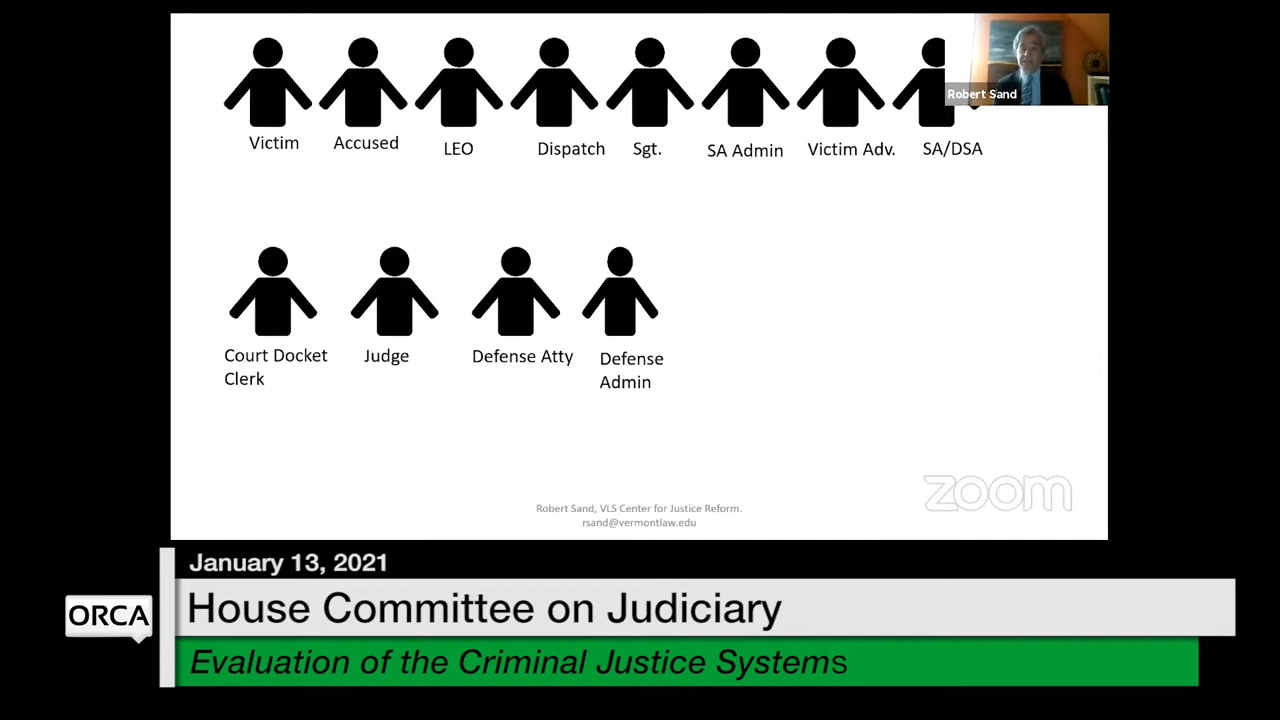 Robert Sand
Victim
Accused
LEO
Dispatch
Sgt.
SA Admin
Victim Adv.
SA/DSA
Court Docket
Clerk
Judge
Defense Atty
Defense
Admin
zoom
Robert Sand, VLS Center for Justice Reform.
rsand@vermontlaw.edu
January 13, 2021
ORCA
House Committee on Judiciary
Evaluation of the Criminal Justice Systems